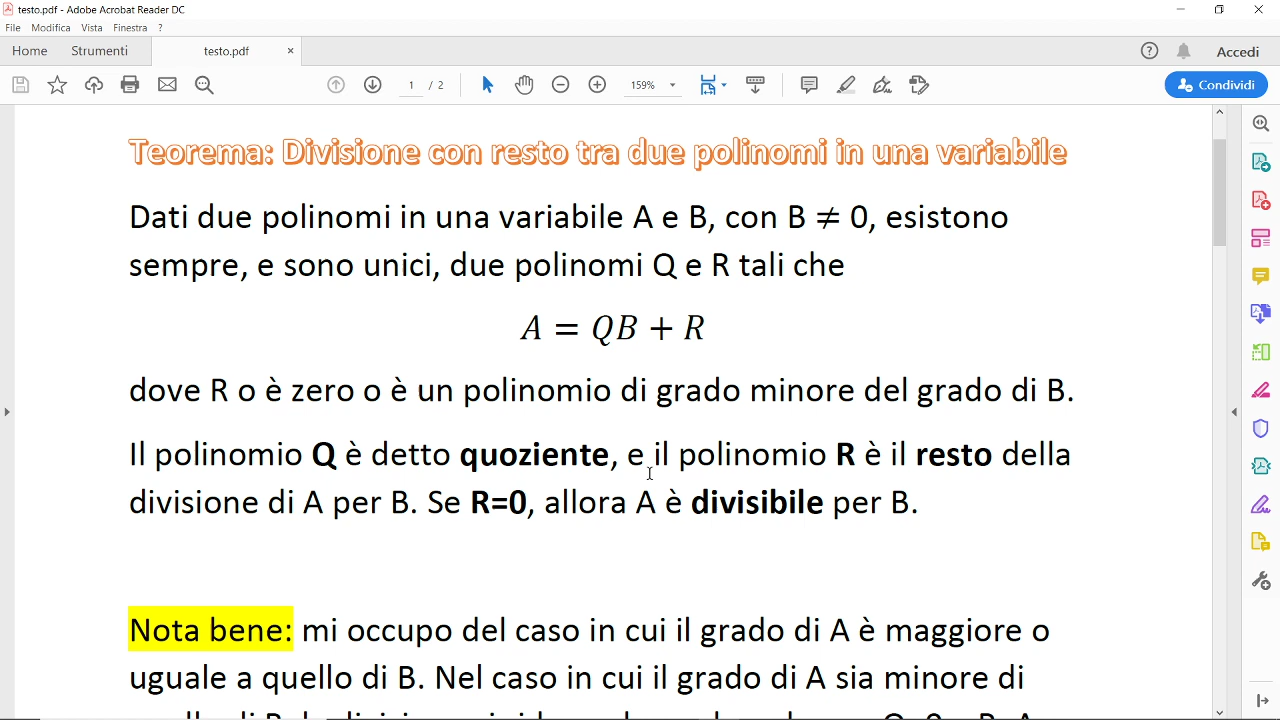 testo.pdf - Adobe Acrobat Reader DC
File Modifica Vista Finestra ?
Home Strumenti testo.pdf × Accedi
1 / 2 159% Condividi
Teorema: Divisione con resto tra due polinomi in una variabile
Dati due polinomi in una variabile A e B, con B ≠ 0, esistono
sempre, e sono unici, due polinomi Q e R tali che
A = QB + R
dove R o è zero o è un polinomio di grado minore del grado di B.
Il polinomio Q è detto quoziente, e il polinomio R è il resto della
divisione di A per B. Se R=0, allora A è divisibile per B.
Nota bene: mi occupo del caso in cui il grado di A è maggiore o
uguale a quello di B. Nel caso in cui il grado di A sia minore di